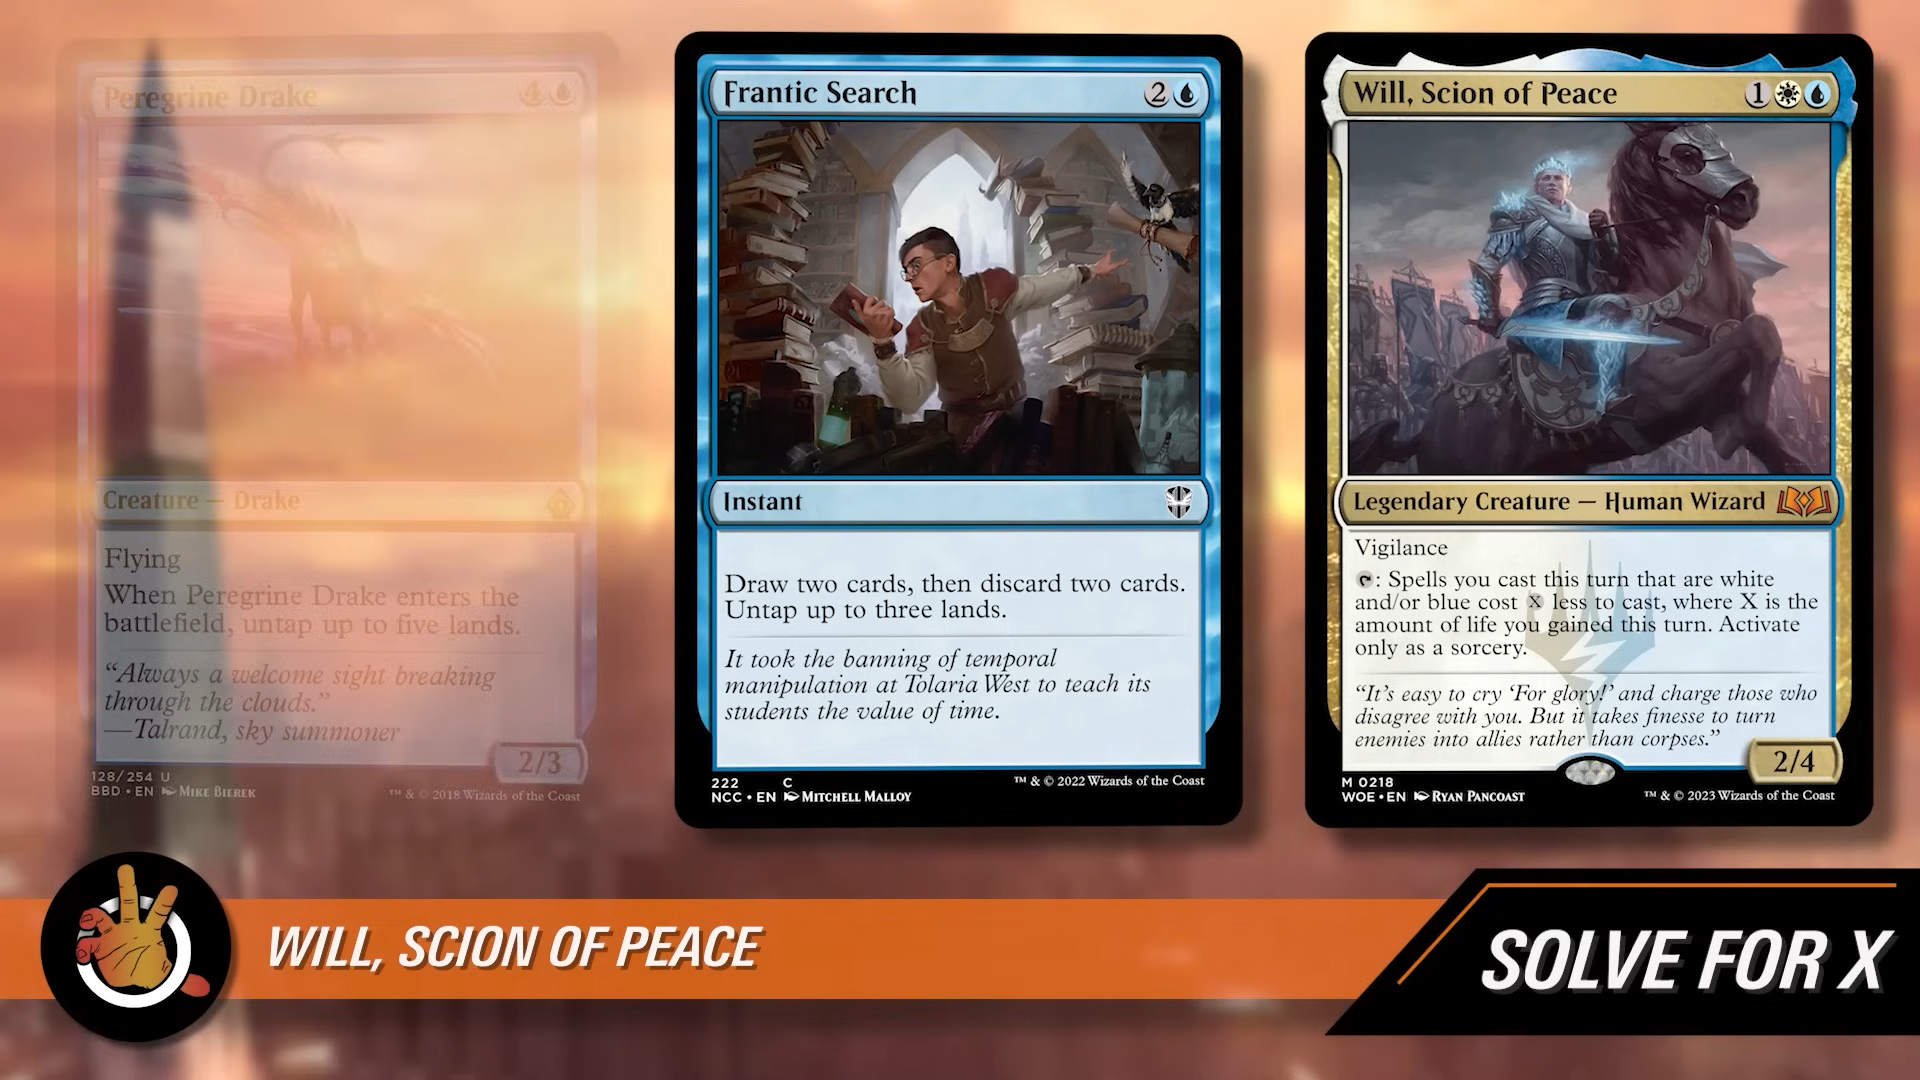 Peregrine Drake 4
Creature — Drake
Flying
When Peregrine Drake enters the
battlefield, untap up to five lands.
“Always a welcome sight breaking
through the clouds.”
—Talrand, sky summoner
2/3
128/254 U
BBD • EN Mike Bierek
™ & © 2018 Wizards of the Coast
Frantic Search 2
Instant
Draw two cards, then discard two cards.
Untap up to three lands.
It took the banning of temporal
manipulation at Tolaria West to teach its
students the value of time.
222 C
NCC • EN Mitchell Malloy
™ & © 2022 Wizards of the Coast
Will, Scion of Peace 1
Legendary Creature — Human Wizard
Vigilance
: Spells you cast this turn that are white
and/or blue cost X less to cast, where X is the
amount of life you gained this turn. Activate
only as a sorcery.
“It’s easy to cry ‘For glory!’ and charge those who
disagree with you. But it takes finesse to turn
enemies into allies rather than corpses.”
2/4
M 0218
WOE • EN Ryan Pancoast
™ & © 2023 Wizards of the Coast
WILL, SCION OF PEACE
SOLVE FOR X